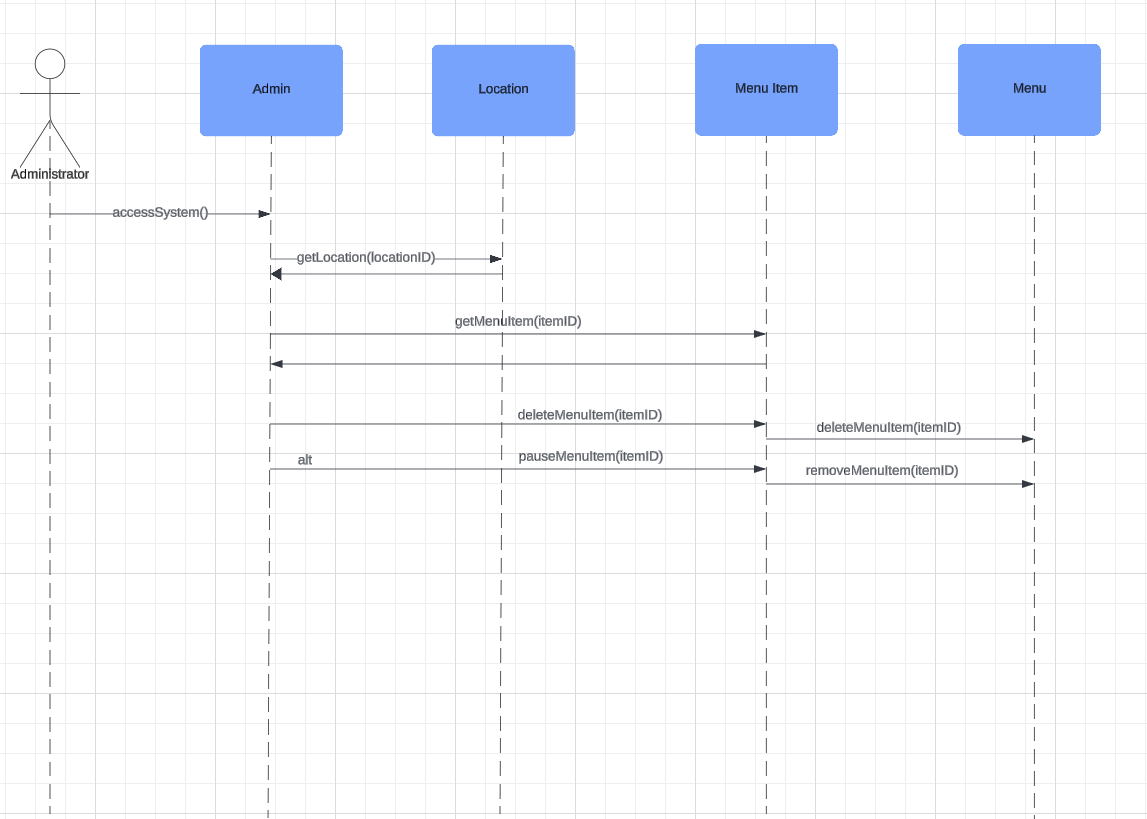 Admin
Location
Menu Item
Menu
Administrator
accessSystem()
getLocation(locationID)
getMenuItem(itemID)
deleteMenuItem(itemID)
deleteMenuItem(itemID)
alt
pauseMenuItem(itemID)
removeMenuItem(itemID)